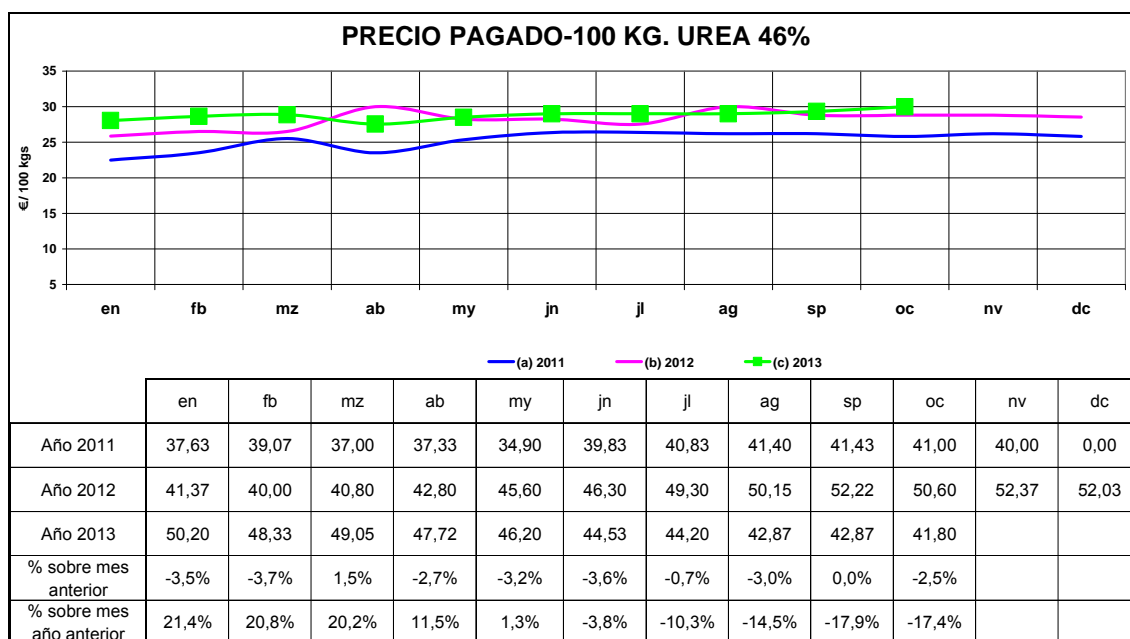 PRECIO PAGADO-100 KG. UREA 46%
35
30
25
20
15
10
5
€/ 100 kgs
en fb mz ab my jn jl ag sp oc nv dc
(a) 2011 (b) 2012 (c) 2013
en fb mz ab my jn jl ag sp oc nv dc
Año 2011 37,63 39,07 37,00 37,33 34,90 39,83 40,83 41,40 41,43 41,00 40,00 0,00
Año 2012 41,37 40,00 40,80 42,80 45,60 46,30 49,30 50,15 52,22 50,60 52,37 52,03
Año 2013 50,20 48,33 49,05 47,72 46,20 44,53 44,20 42,87 42,87 41,80
% sobre mes
anterior -3,5% -3,7% 1,5% -2,7% -3,2% -3,6% -0,7% -3,0% 0,0% -2,5%
% sobre mes
año anterior 21,4% 20,8% 20,2% 11,5% 1,3% -3,8% -10,3% -14,5% -17,9% -17,4%